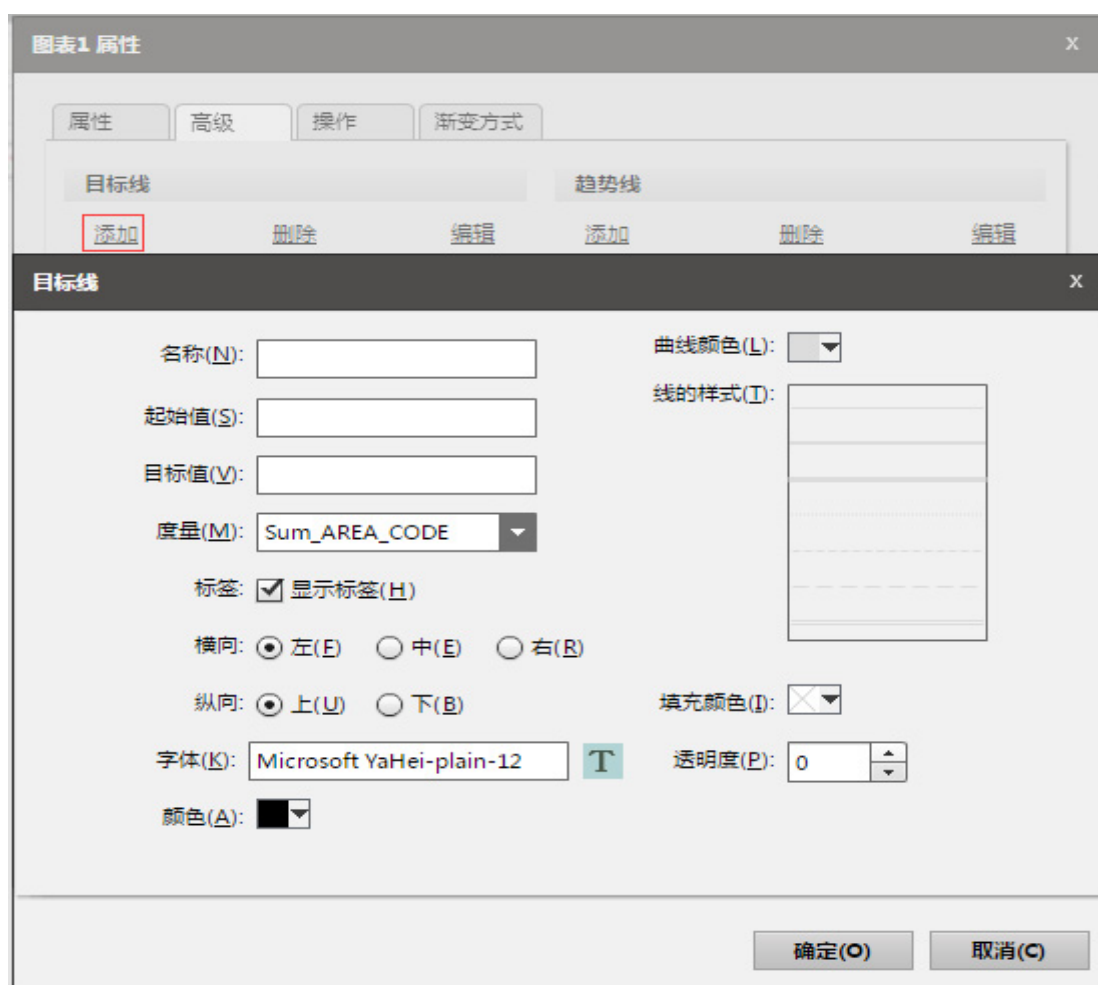 图表1 属性 x
属性 高级 操作 渐变方式
目标线 趋势线
添加 删除 编辑 添加 删除 编辑
目标线 x
名称(N): 曲线颜色(L):
线的样式(T):
起始值(S):
目标值(V):
度量(M): Sum_AREA_CODE
标签: 显示标签(H)
横向: 左(F) 中(E) 右(R)
纵向: 上(U) 下(B) 填充颜色(I):
字体(K): Microsoft YaHei-plain-12 T 透明度(P): 0
颜色(A):
确定(O) 取消(C)